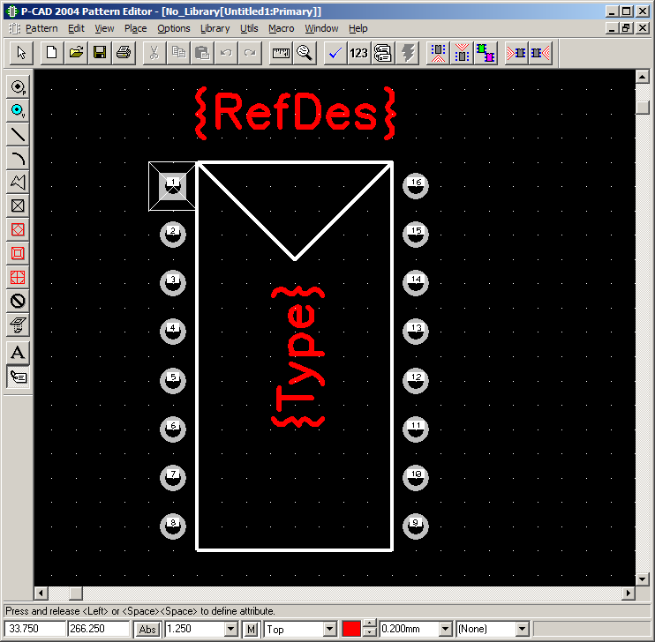 P-CAD 2004 Pattern Editor - [No_Library[Untitled1:Primary]]
Pattern Edit View Place Options Library Utils Macro Window Help
123
{RefDes}
1 16
2 15
3 14
4 13
{Type}
5 12
6 11
7 10
8 9
A
Press and release <Left> or <Space><Space> to define attribute.
33.750 266.250 Abs 1.250 M Top 0.200mm (None)